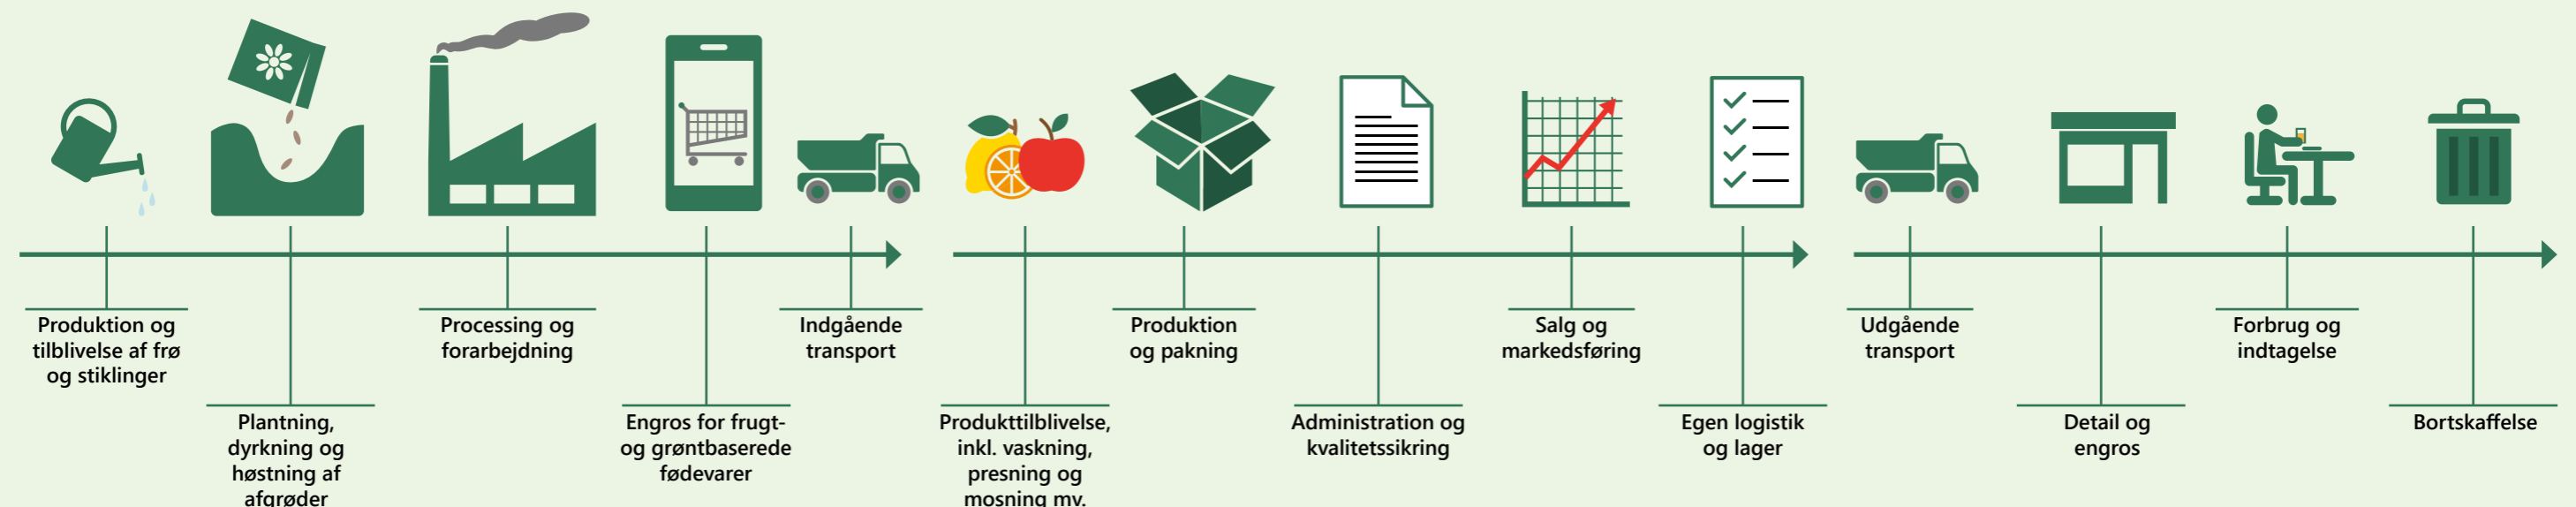 Produktion og
tilblivelse af frø
og stiklinger
Plantning,
dyrkning og
høstning af
afgrøder
Processing og
forarbejdning
Engros for frugt-
og grøntbaserede
fødevarer
Indgående
transport
Produkttilblivelse,
inkl. vaskning,
presning og
mosning mv.
Produktion
og pakning
Administration og
kvalitetssikring
Salg og
markedsføring
Egen logistik
og lager
Udgående
transport
Detail og
engros
Forbrug og
indtagelse
Bortskaffelse